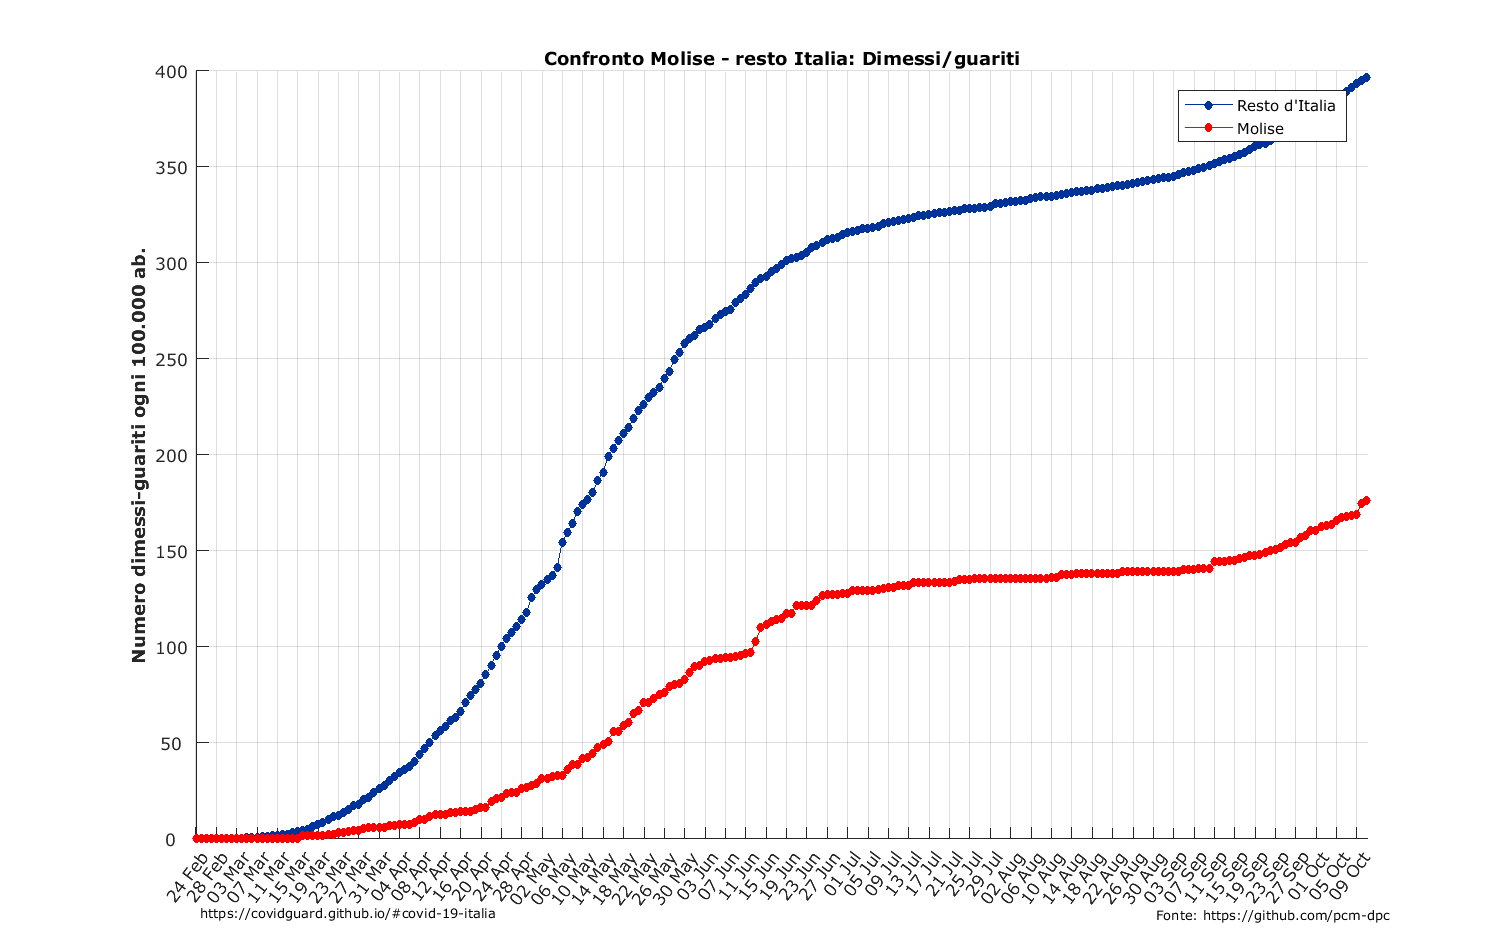 Confronto Molise - resto Italia: Dimessi/guariti
Resto d'Italia
Molise
Numero dimessi-guariti ogni 100.000 ab.
400
350
300
250
200
150
100
50
0
24 Feb
28 Feb
03 Mar
07 Mar
11 Mar
15 Mar
19 Mar
23 Mar
27 Mar
31 Mar
04 Apr
08 Apr
12 Apr
16 Apr
20 Apr
24 Apr
28 Apr
02 May
06 May
10 May
14 May
18 May
22 May
26 May
30 May
03 Jun
07 Jun
11 Jun
15 Jun
19 Jun
23 Jun
27 Jun
01 Jul
05 Jul
09 Jul
13 Jul
17 Jul
21 Jul
25 Jul
29 Jul
02 Aug
06 Aug
10 Aug
14 Aug
18 Aug
22 Aug
26 Aug
30 Aug
03 Sep
07 Sep
11 Sep
15 Sep
19 Sep
23 Sep
27 Sep
01 Oct
05 Oct
09 Oct
https://covidguard.github.io/#covid-19-italia
Fonte: https://github.com/pcm-dpc